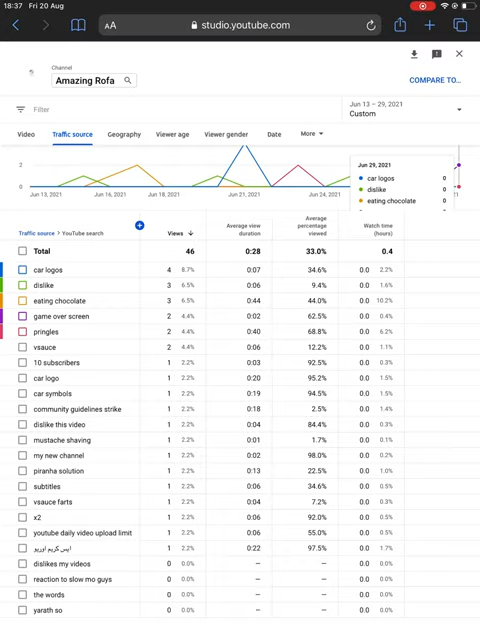 18:37 Fri 20 Aug
AA studio.youtube.com
Channel
Amazing Rofa
COMPARE TO...
Filter
Jun 13 – 29, 2021
Custom
Video Traffic source Geography Viewer age Viewer gender Date More
Jun 29, 2021
car logos 0
dislike 0
eating chocolate 0
2
0
Jun 13, 2021 Jun 16, 2021 Jun 18, 2021 Jun 21, 2021 Jun 24, 2021
Traffic source > YouTube search Views Average view duration Average percentage viewed Watch time (hours)
Total 46 0:28 33.0% 0.4
car logos 4 8.7% 0:07 34.6% 0.0 2.2%
dislike 3 6.5% 0:06 9.4% 0.0 1.6%
eating chocolate 3 6.5% 0:44 44.0% 0.0 10.2%
game over screen 2 4.4% 0:02 62.5% 0.0 0.4%
pringles 2 4.4% 0:40 68.8% 0.0 6.2%
vsauce 2 4.4% 0:06 12.2% 0.0 1.1%
10 subscribers 1 2.2% 0:03 92.5% 0.0 0.3%
car logo 1 2.2% 0:20 95.2% 0.0 1.5%
car symbols 1 2.2% 0:19 94.5% 0.0 1.5%
community guidelines strike 1 2.2% 0:18 2.5% 0.0 1.4%
dislike this video 1 2.2% 0:04 84.4% 0.0 0.3%
mustache shaving 1 2.2% 0:01 1.7% 0.0 0.1%
my new channel 1 2.2% 0:02 98.0% 0.0 0.2%
piranha solution 1 2.2% 0:13 22.5% 0.0 1.0%
subtitles 1 2.2% 0:06 34.6% 0.0 0.5%
vsauce farts 1 2.2% 0:04 7.2% 0.0 0.3%
x2 1 2.2% 0:06 92.0% 0.0 0.5%
youtube daily video upload limit 1 2.2% 0:06 55.0% 0.0 0.5%
ايس كريم اوريو 1 2.2% 0:22 97.5% 0.0 1.7%
dislikes my videos 0 0.0% — — 0.0 0.0%
reaction to slow mo guys 0 0.0% — — 0.0 0.0%
the words 0 0.0% — — 0.0 0.0%
yarath so 0 0.0% — — 0.0 0.0%